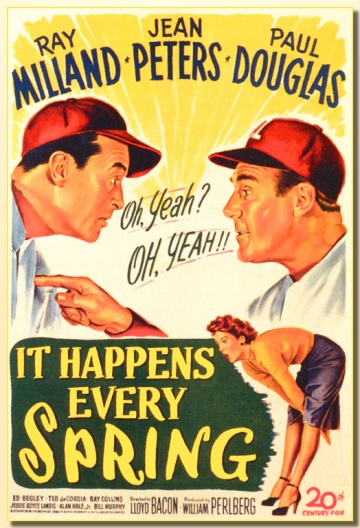 RAY JEAN PAUL
MILLAND * PETERS * DOUGLAS
L
Oh, Yeah?
OH, YEAH!!
IT HAPPENS
EVERY
SPRING
ED BEGLEY · TED deCORSIA · RAY COLLINS
JESSIE ROYCE LANDIS · ALAN HALE, Jr. · BILL MURPHY
Directed by
LLOYD BACON
Produced by
WILLIAM PERLBERG
20th
CENTURY-FOX